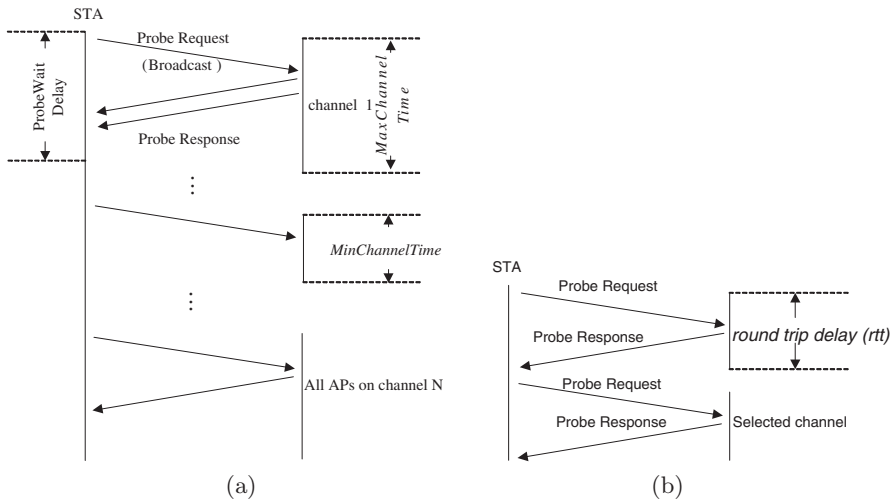 STA
Probe Request
(Broadcast )
ProbeWait
Delay
channel 1
MaxChannel
Time
Probe Response
...
MinChannelTime
...
All APs on channel N
(a)
STA
Probe Request
Probe Response
round trip delay (rtt)
Probe Request
Probe Response
Selected channel
(b)